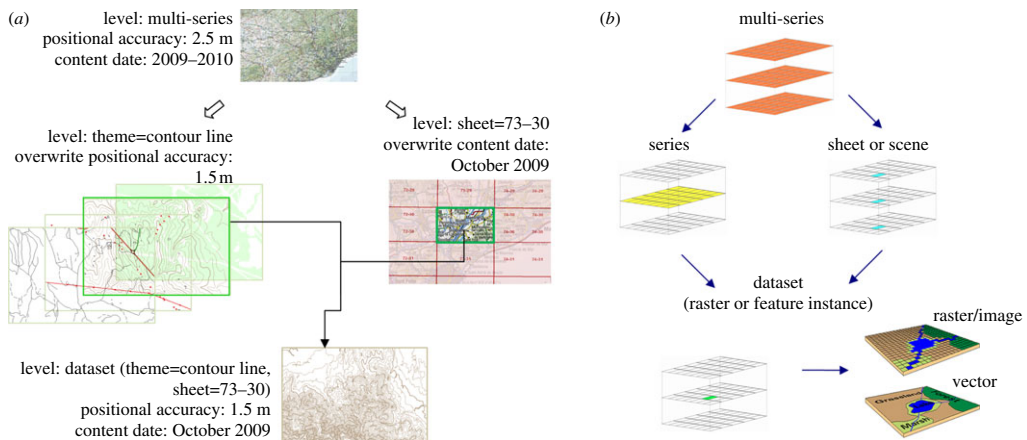 (a)
level: multi-series
positional accuracy: 2.5 m
content date: 2009–2010
level: theme=contour line
overwrite positional accuracy:
1.5 m
level: sheet=73–30
overwrite content date:
October 2009
level: dataset (theme=contour line,
sheet=73–30)
positional accuracy: 1.5 m
content date: October 2009
(b)
multi-series
series
sheet or scene
dataset
(raster or feature instance)
raster/image
vector
Grassland
Marsh